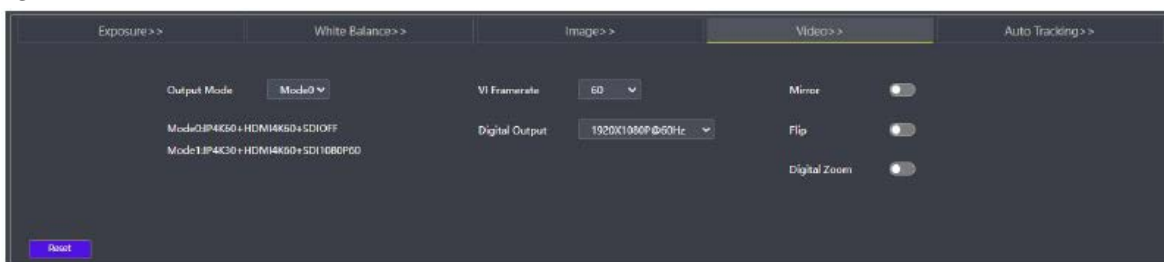 Exposure>> White Balance>> Image>> Video>> Auto Tracking>>
Output Mode Mode0 VI Framerate 60 Mirror
Mode0:IP4K60+HDMI4K60+SDIOFF Digital Output 1920X1080P@60Hz Flip
Mode1:IP4K30+HDMI4K60+SDI1080P60
Digital Zoom
Reset